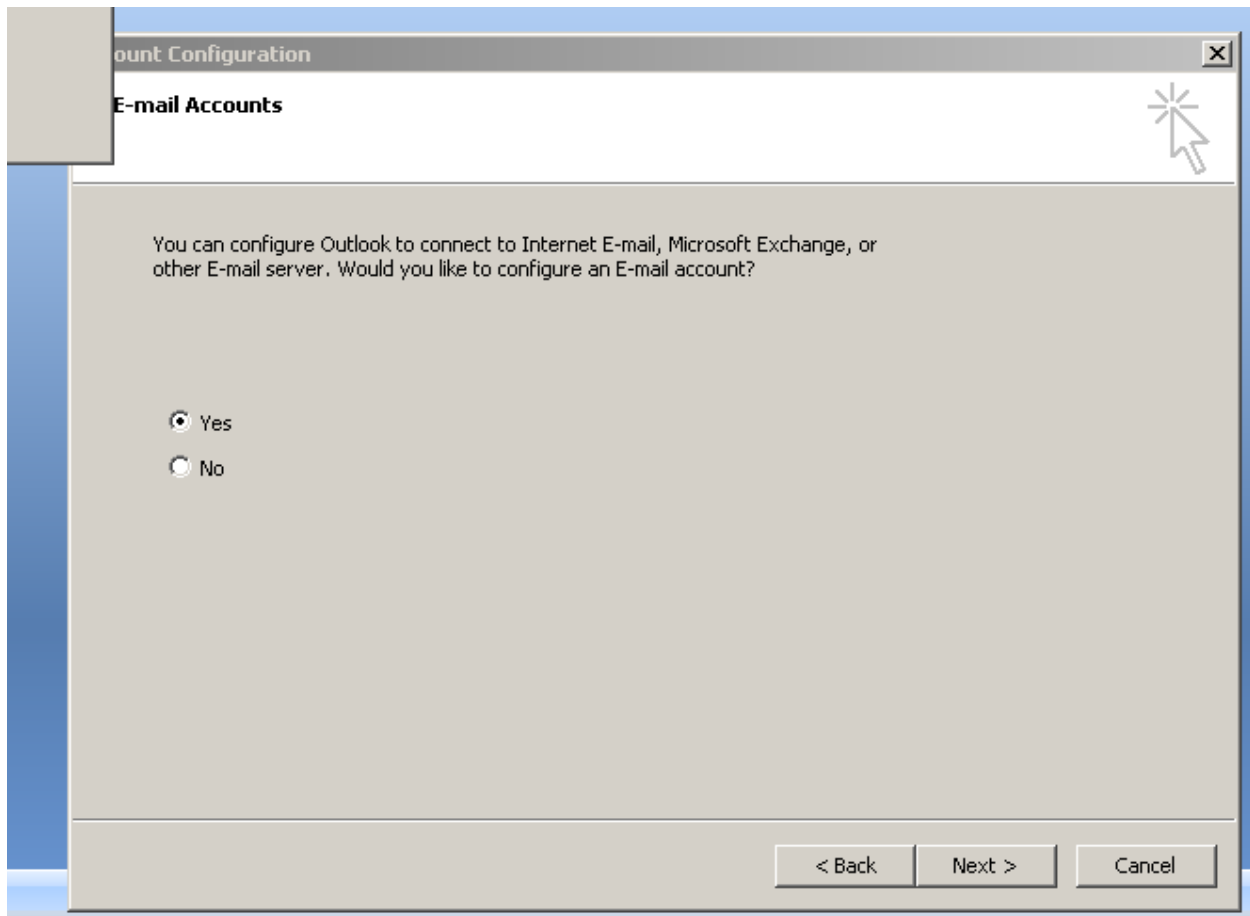 ount Configuration
E-mail Accounts
You can configure Outlook to connect to Internet E-mail, Microsoft Exchange, or
other E-mail server. Would you like to configure an E-mail account?
Yes
No
< Back
Next >
Cancel